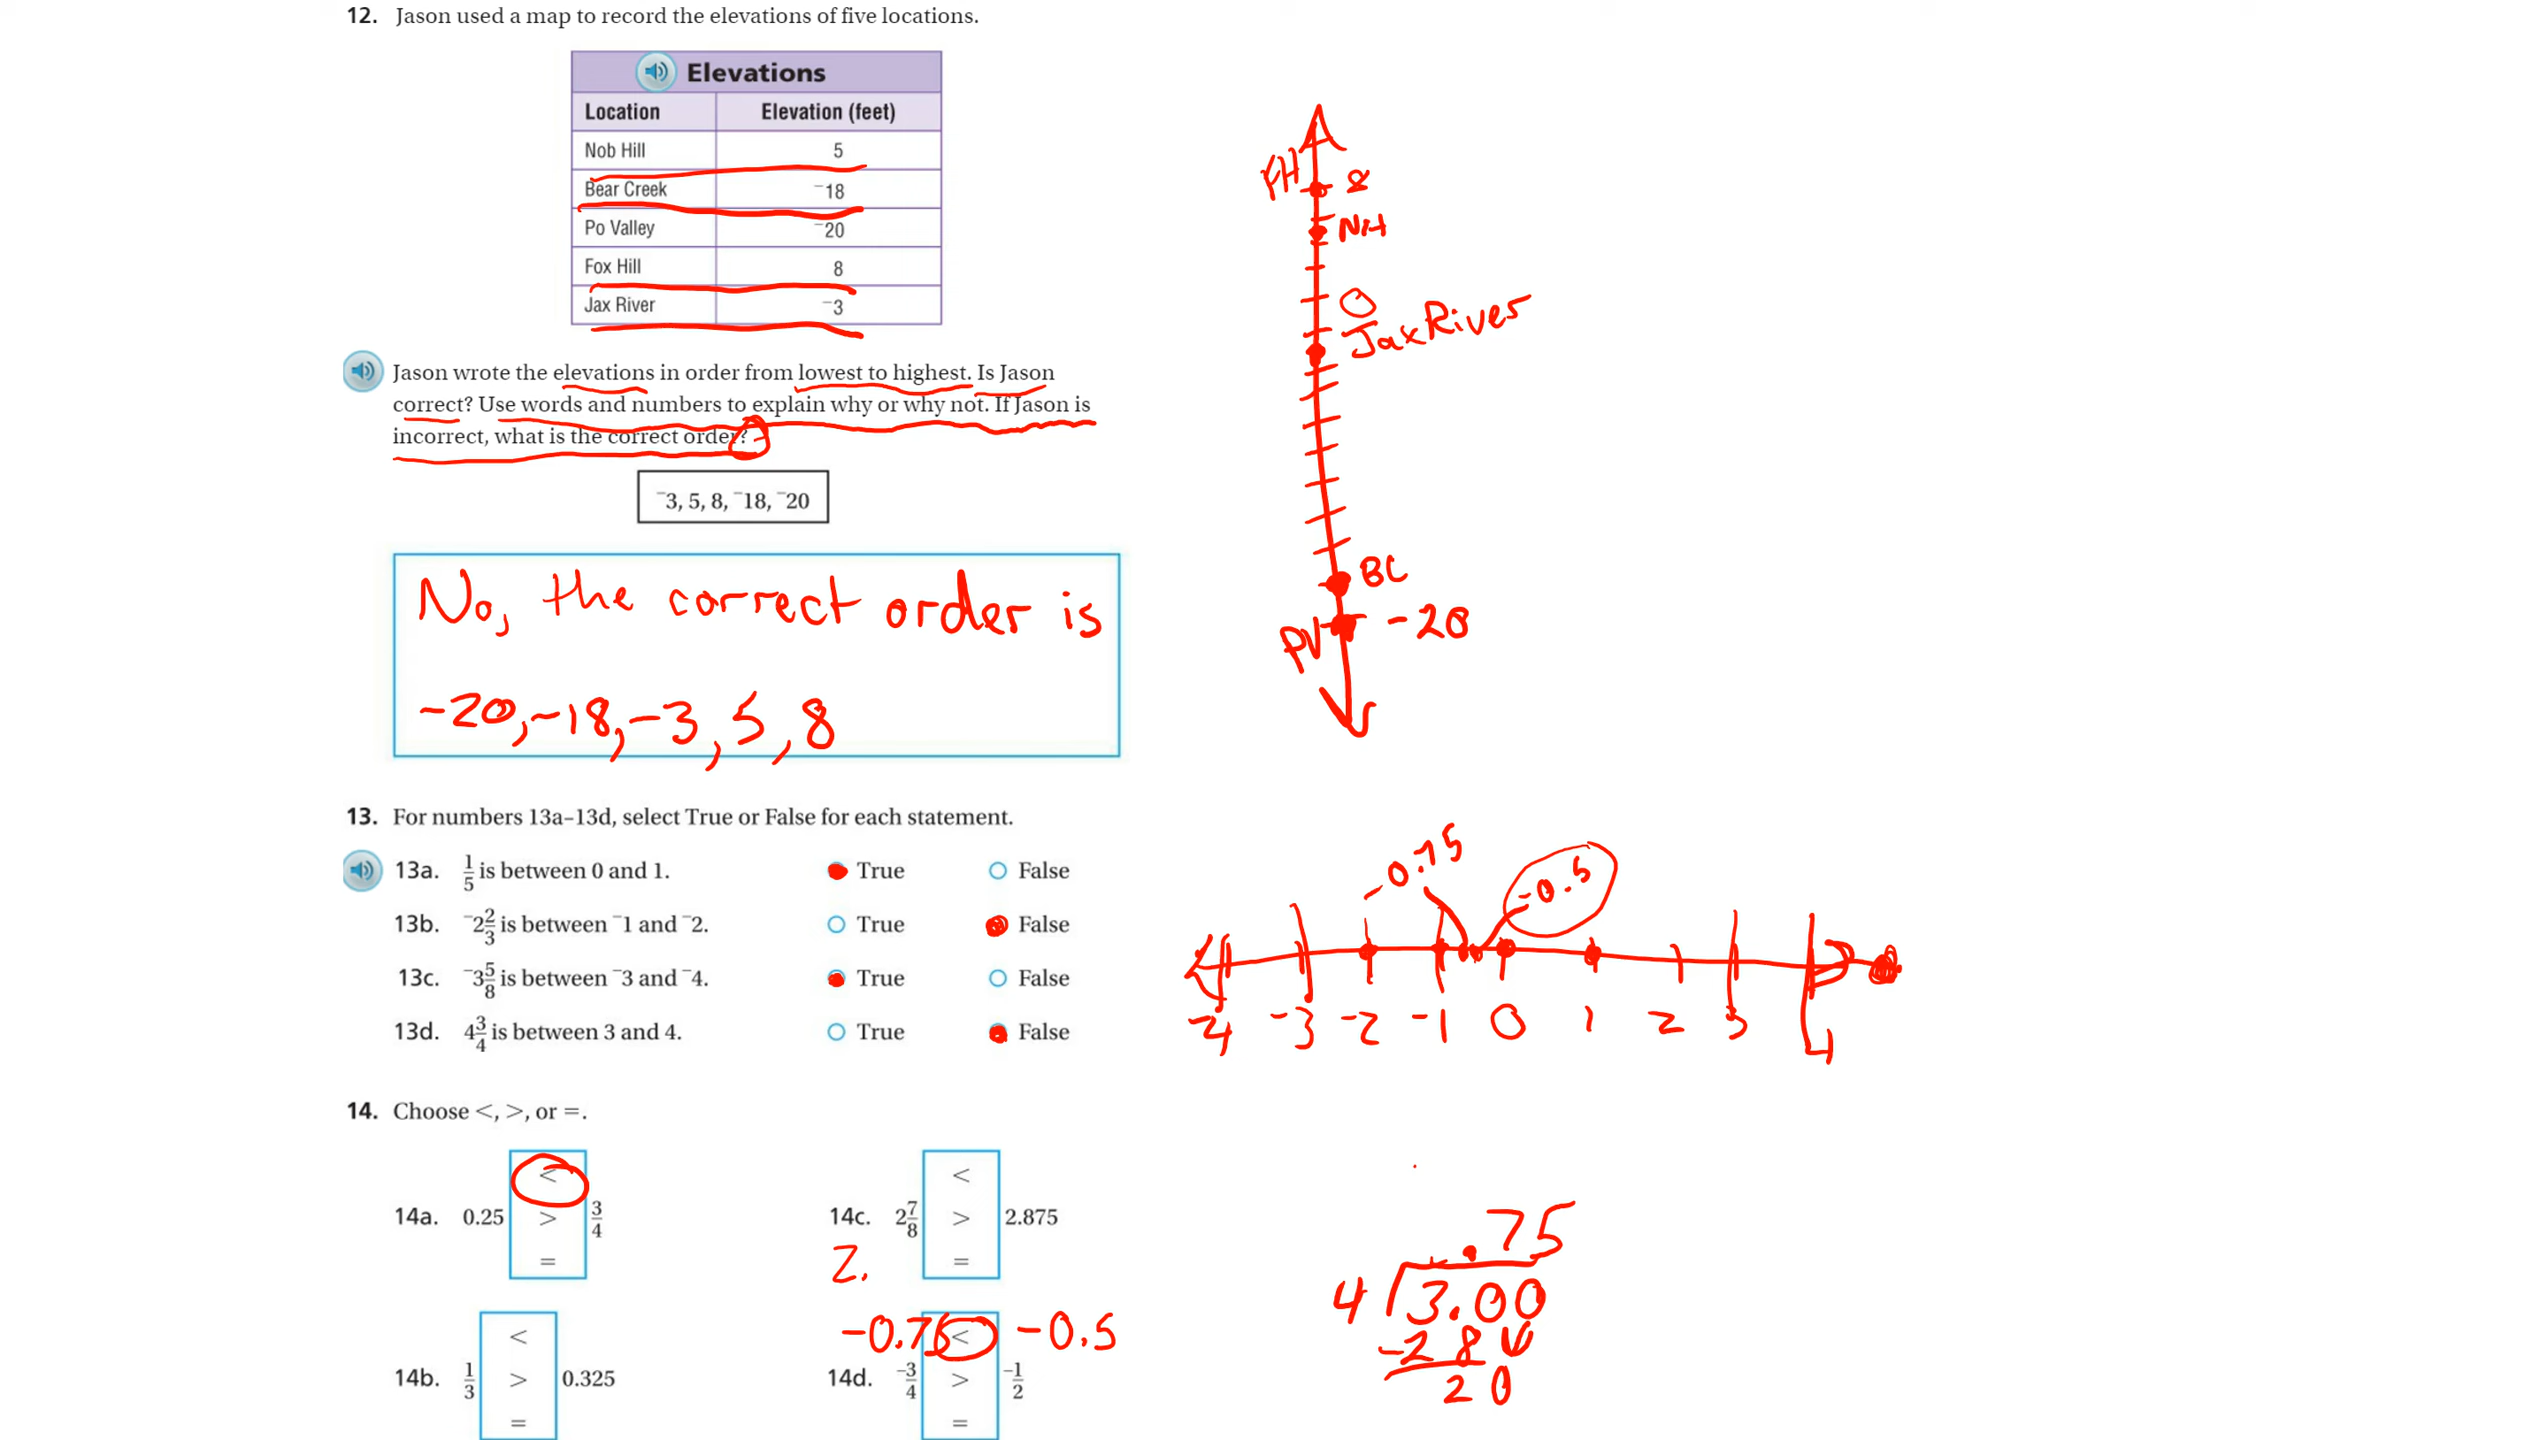 12. Jason used a map to record the elevations of five locations.
Elevations
Location Elevation (feet)
Nob Hill 5
Bear Creek ⁻18
Po Valley ⁻20
Fox Hill 8
Jax River ⁻3
Jason wrote the elevations in order from lowest to highest. Is Jason
correct? Use words and numbers to explain why or why not. If Jason is
incorrect, what is the correct order?
⁻3, 5, 8, ⁻18, ⁻20
No, the correct order is
-20, -18, -3, 5, 8
FH 8
NH
0
Jax River
BC
PV -20
13. For numbers 13a–13d, select True or False for each statement.
13a. 1/5 is between 0 and 1. True False
13b. ⁻2 2/3 is between ⁻1 and ⁻2. True False
13c. ⁻3 5/8 is between ⁻3 and ⁻4. True False
13d. 4 3/4 is between 3 and 4. True False
-0.75 -0.5
-4 -3 -2 -1 0 1 2 3 4
14. Choose <, >, or =.
14a. 0.25 < > = 3/4
14c. 2 7/8 < > = 2.875
2.
14b. 1/3 < > = 0.325
-0.75 -0.5
14d. ⁻3/4 < > = ⁻1/2
.75
4 3.00
-28
20